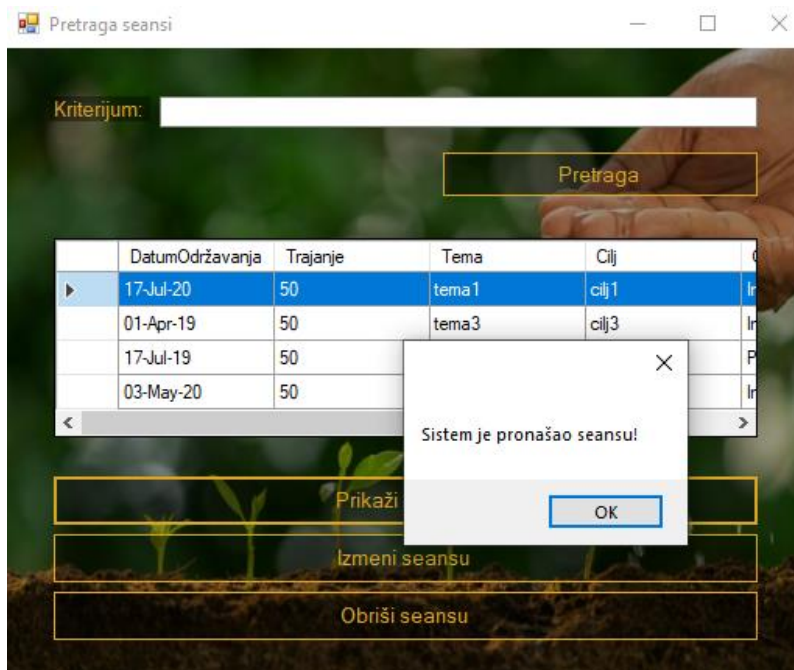 Pretraga seansi
Kriterijum:
Pretraga
DatumOdržavanja Trajanje Tema Cilj
17-Jul-20 50 tema1 cilj1
01-Apr-19 50 tema3 cilj3
17-Jul-19 50
03-May-20 50
Sistem je pronašao seansu!
OK
Prikaži
Izmeni seansu
Obriši seansu